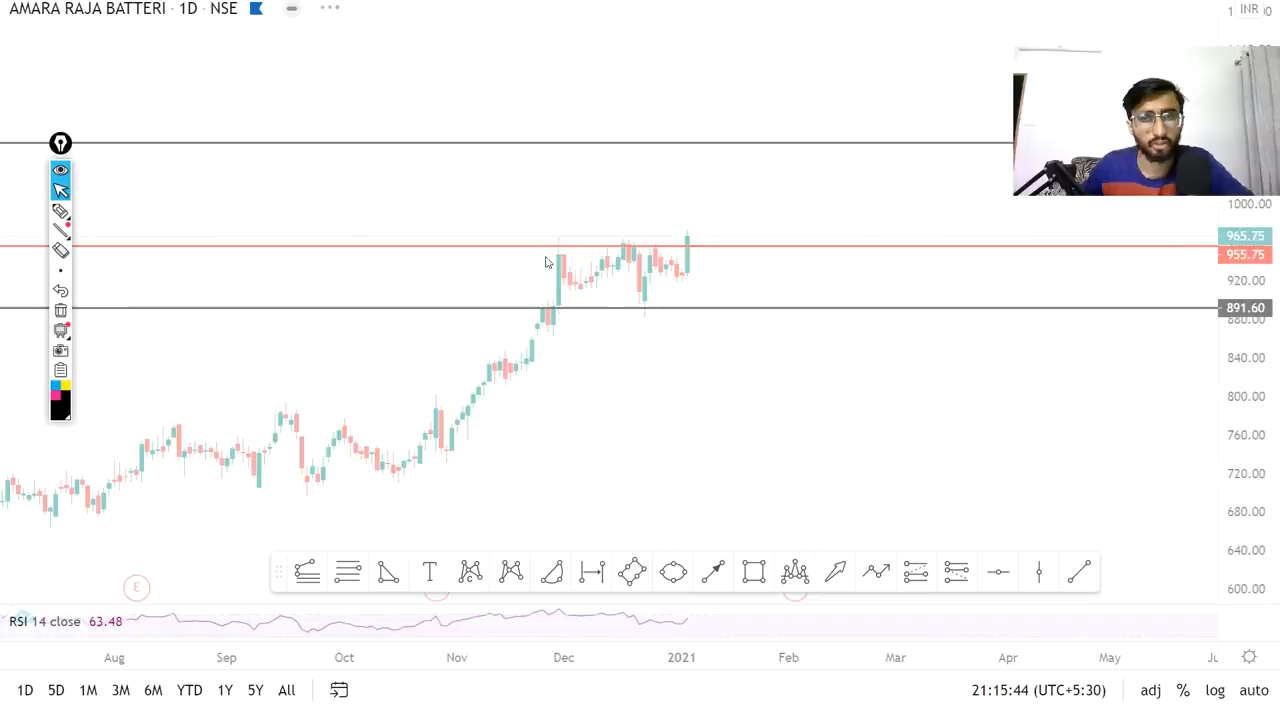 AMARA RAJA BATTERI · 1D · NSE
INR
1000.00
965.75
955.75
920.00
891.60
880.00
840.00
800.00
760.00
720.00
680.00
640.00
600.00
T
C
E
RSI 14 close 63.48
Aug Sep Oct Nov Dec 2021 Feb Mar Apr May
1D 5D 1M 3M 6M YTD 1Y 5Y All 21:15:44 (UTC+5:30) adj % log auto